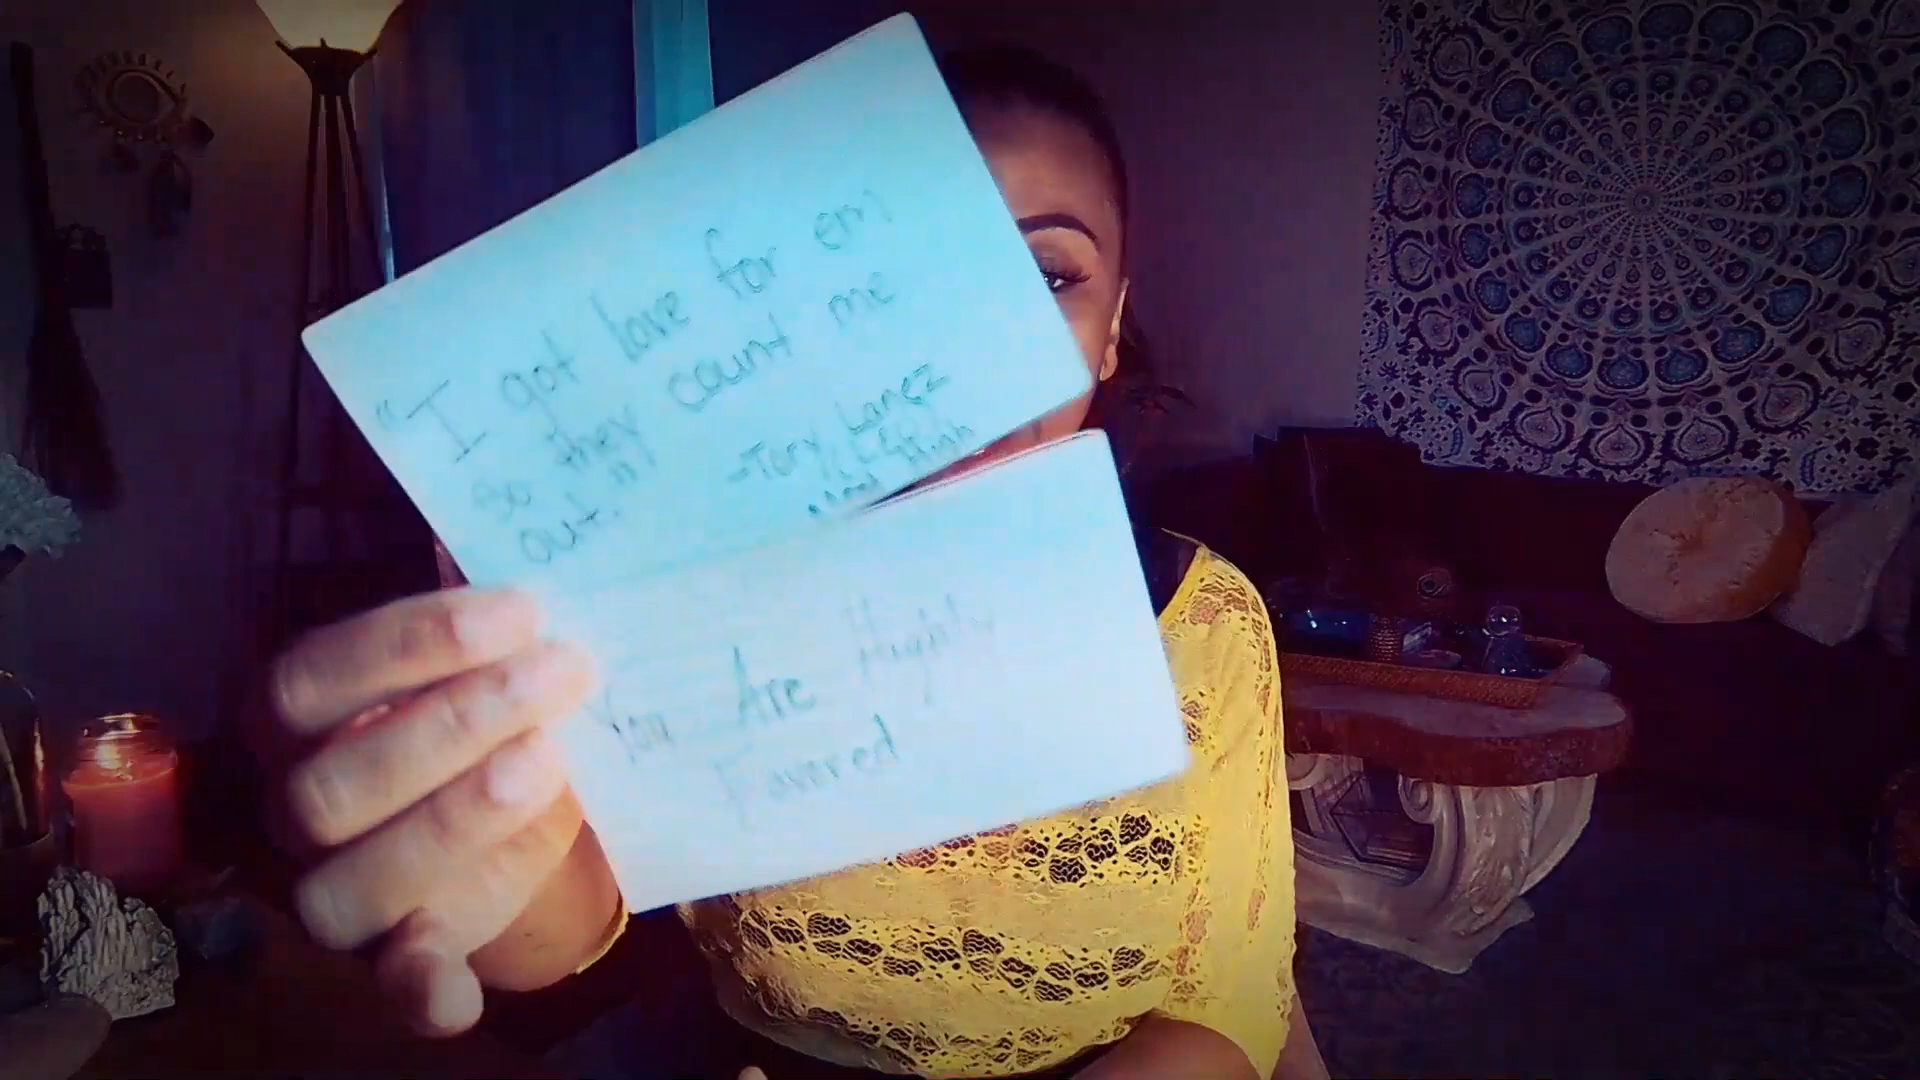 "I got love for em
so they count me
out."
-Tory Lanez
You Are Highly
Favored